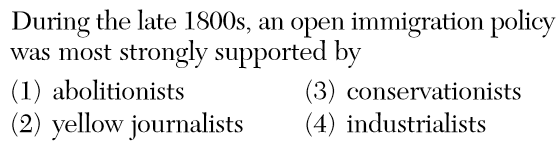 During the late 1800s, an open immigration policy
was most strongly supported by
(1) abolitionists (3) conservationists
(2) yellow journalists (4) industrialists